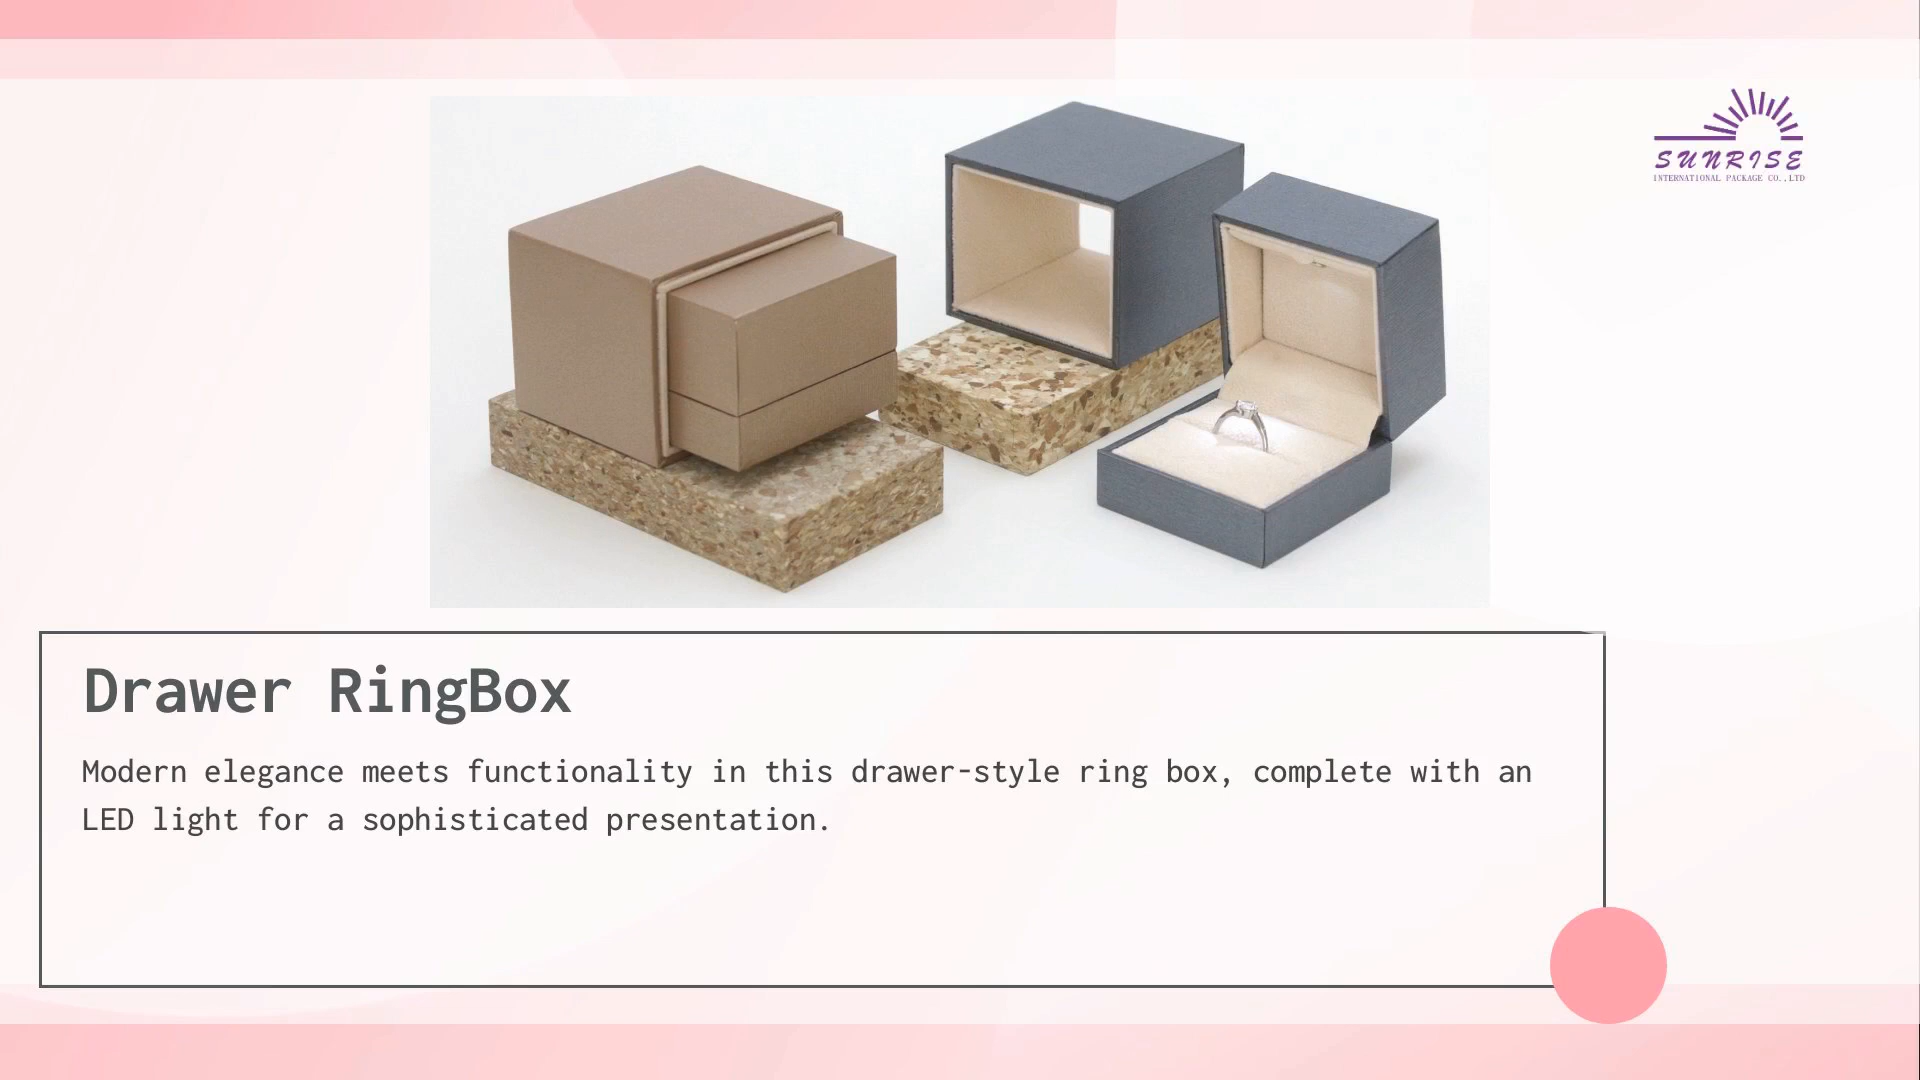 SUNRISE
INTERNATIONAL PACKAGE CO.,LTD
Drawer RingBox
Modern elegance meets functionality in this drawer-style ring box, complete with an
LED light for a sophisticated presentation.